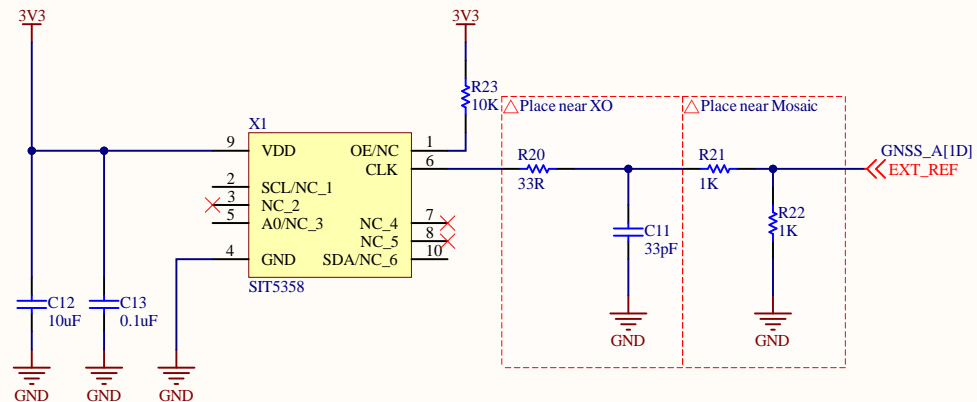 3V3
3V3
R23
10K
Place near XO
Place near Mosaic
X1
9
VDD
OE/NC
1
CLK
6
R20
33R
R21
1K
GNSS_A[1D]
EXT_REF
2
SCL/NC_1
3
NC_2
5
A0/NC_3
NC_4
7
NC_5
8
4
GND
SDA/NC_6
10
SIT5358
C11
33pF
R22
1K
C12
10uF
C13
0.1uF
GND
GND
GND
GND
GND